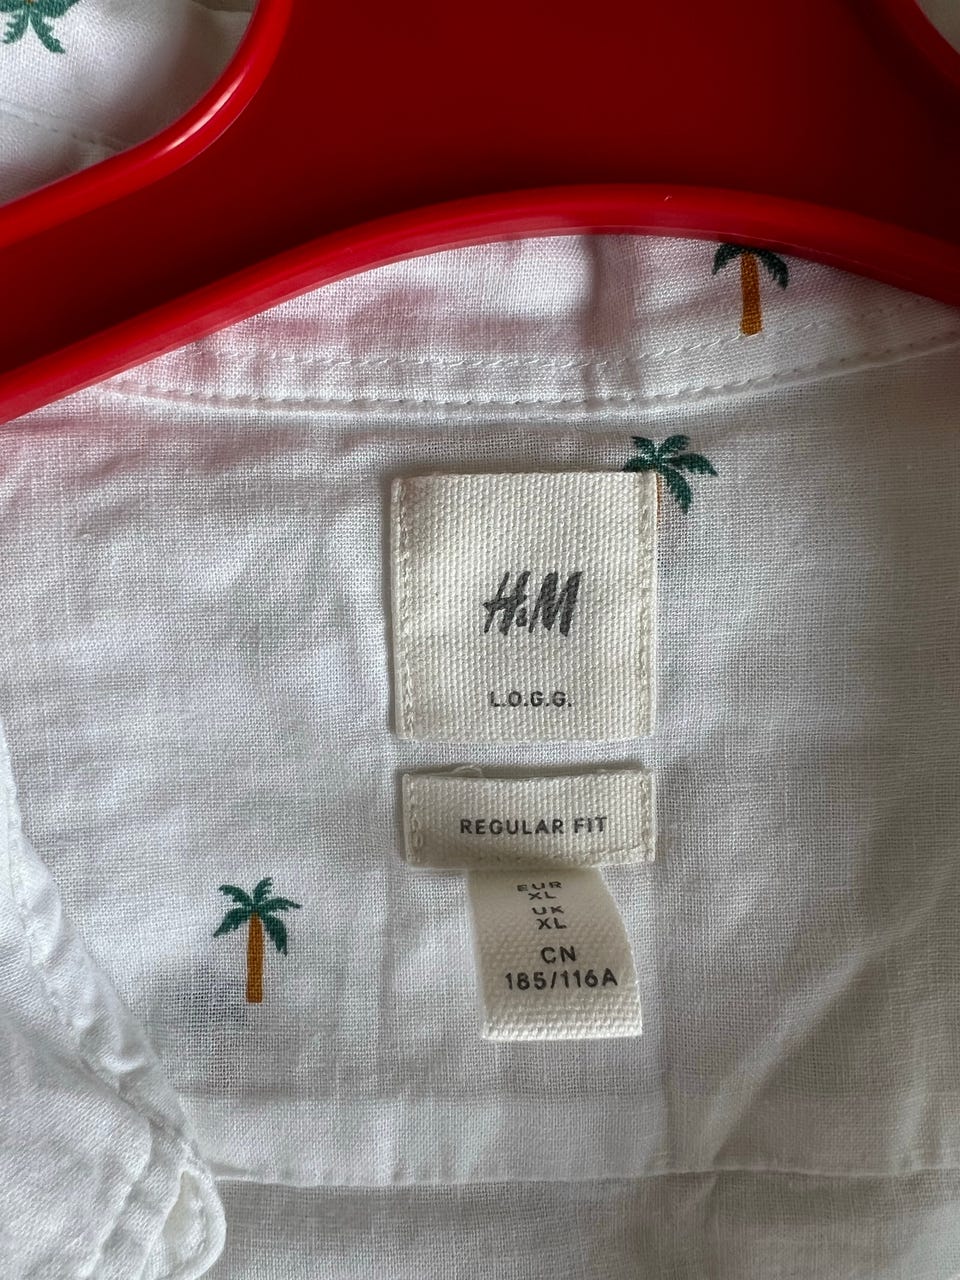 H&M
L.O.G.G.
REGULAR FIT
EUR
XL
UK
XL
CN
185/116A